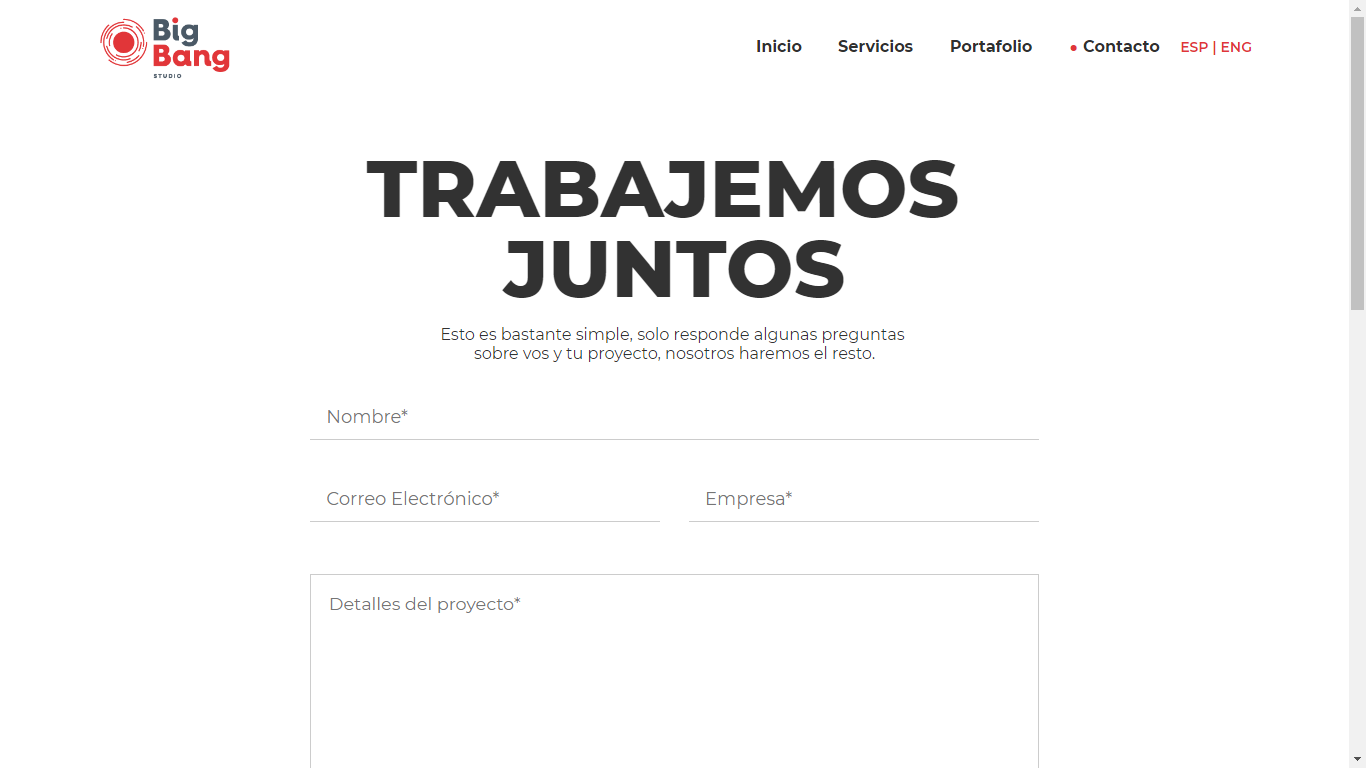 Big
Bang
STUDIO
Inicio Servicios Portafolio • Contacto ESP | ENG
TRABAJEMOS
JUNTOS
Esto es bastante simple, solo responde algunas preguntas
sobre vos y tu proyecto, nosotros haremos el resto.
Nombre*
Correo Electrónico* Empresa*
Detalles del proyecto*